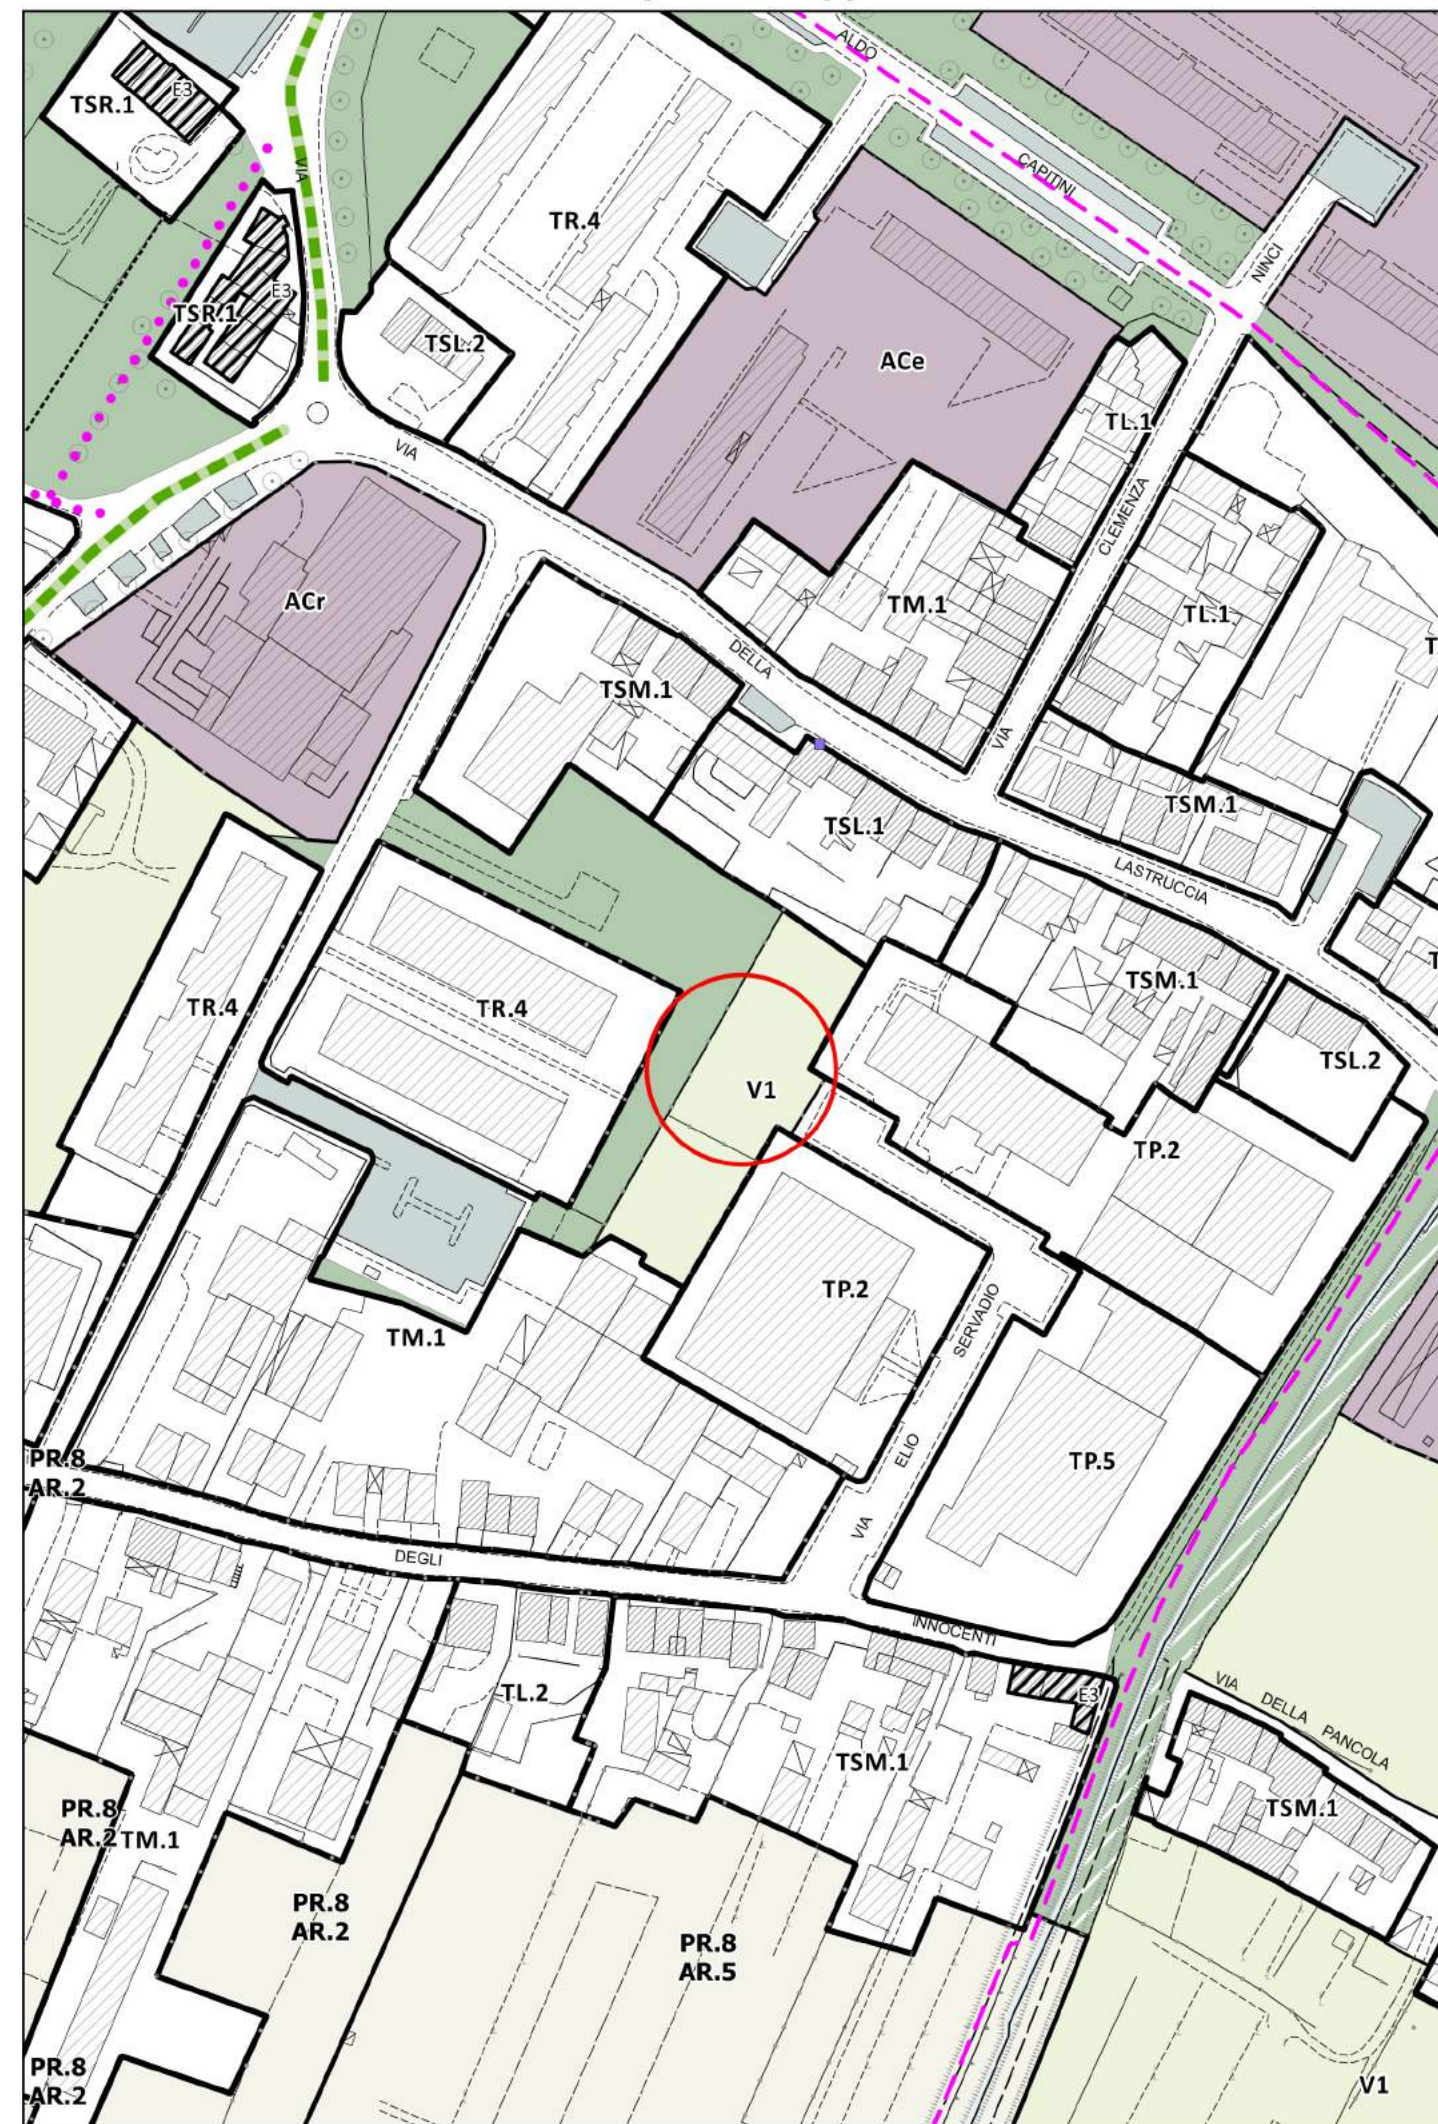 ALDO
TSR.1
E3
VIA
CAPITINI
TR.4
NINCI
E3
TSR.1
TSL.2
ACe
TL.1
VIA
CLEMENZA
ACr
TM.1
TL.1
DELLA
TSM.1
VIA
TSM.1
TSL.1
LASTRUCCIA
TSM.1
TR.4
TR.4
TSL.2
V1
TP.2
TP.2
SERVADIO
TM.1
ELIO
TP.5
PR.8
AR.2
VIA
DEGLI
INNOCENTI
TL.2
E3
VIA DELLA PANCOLA
TSM.1
TSM.1
PR.8
AR.2
TM.1
PR.8
AR.2
PR.8
AR.5
PR.8
AR.2
V1